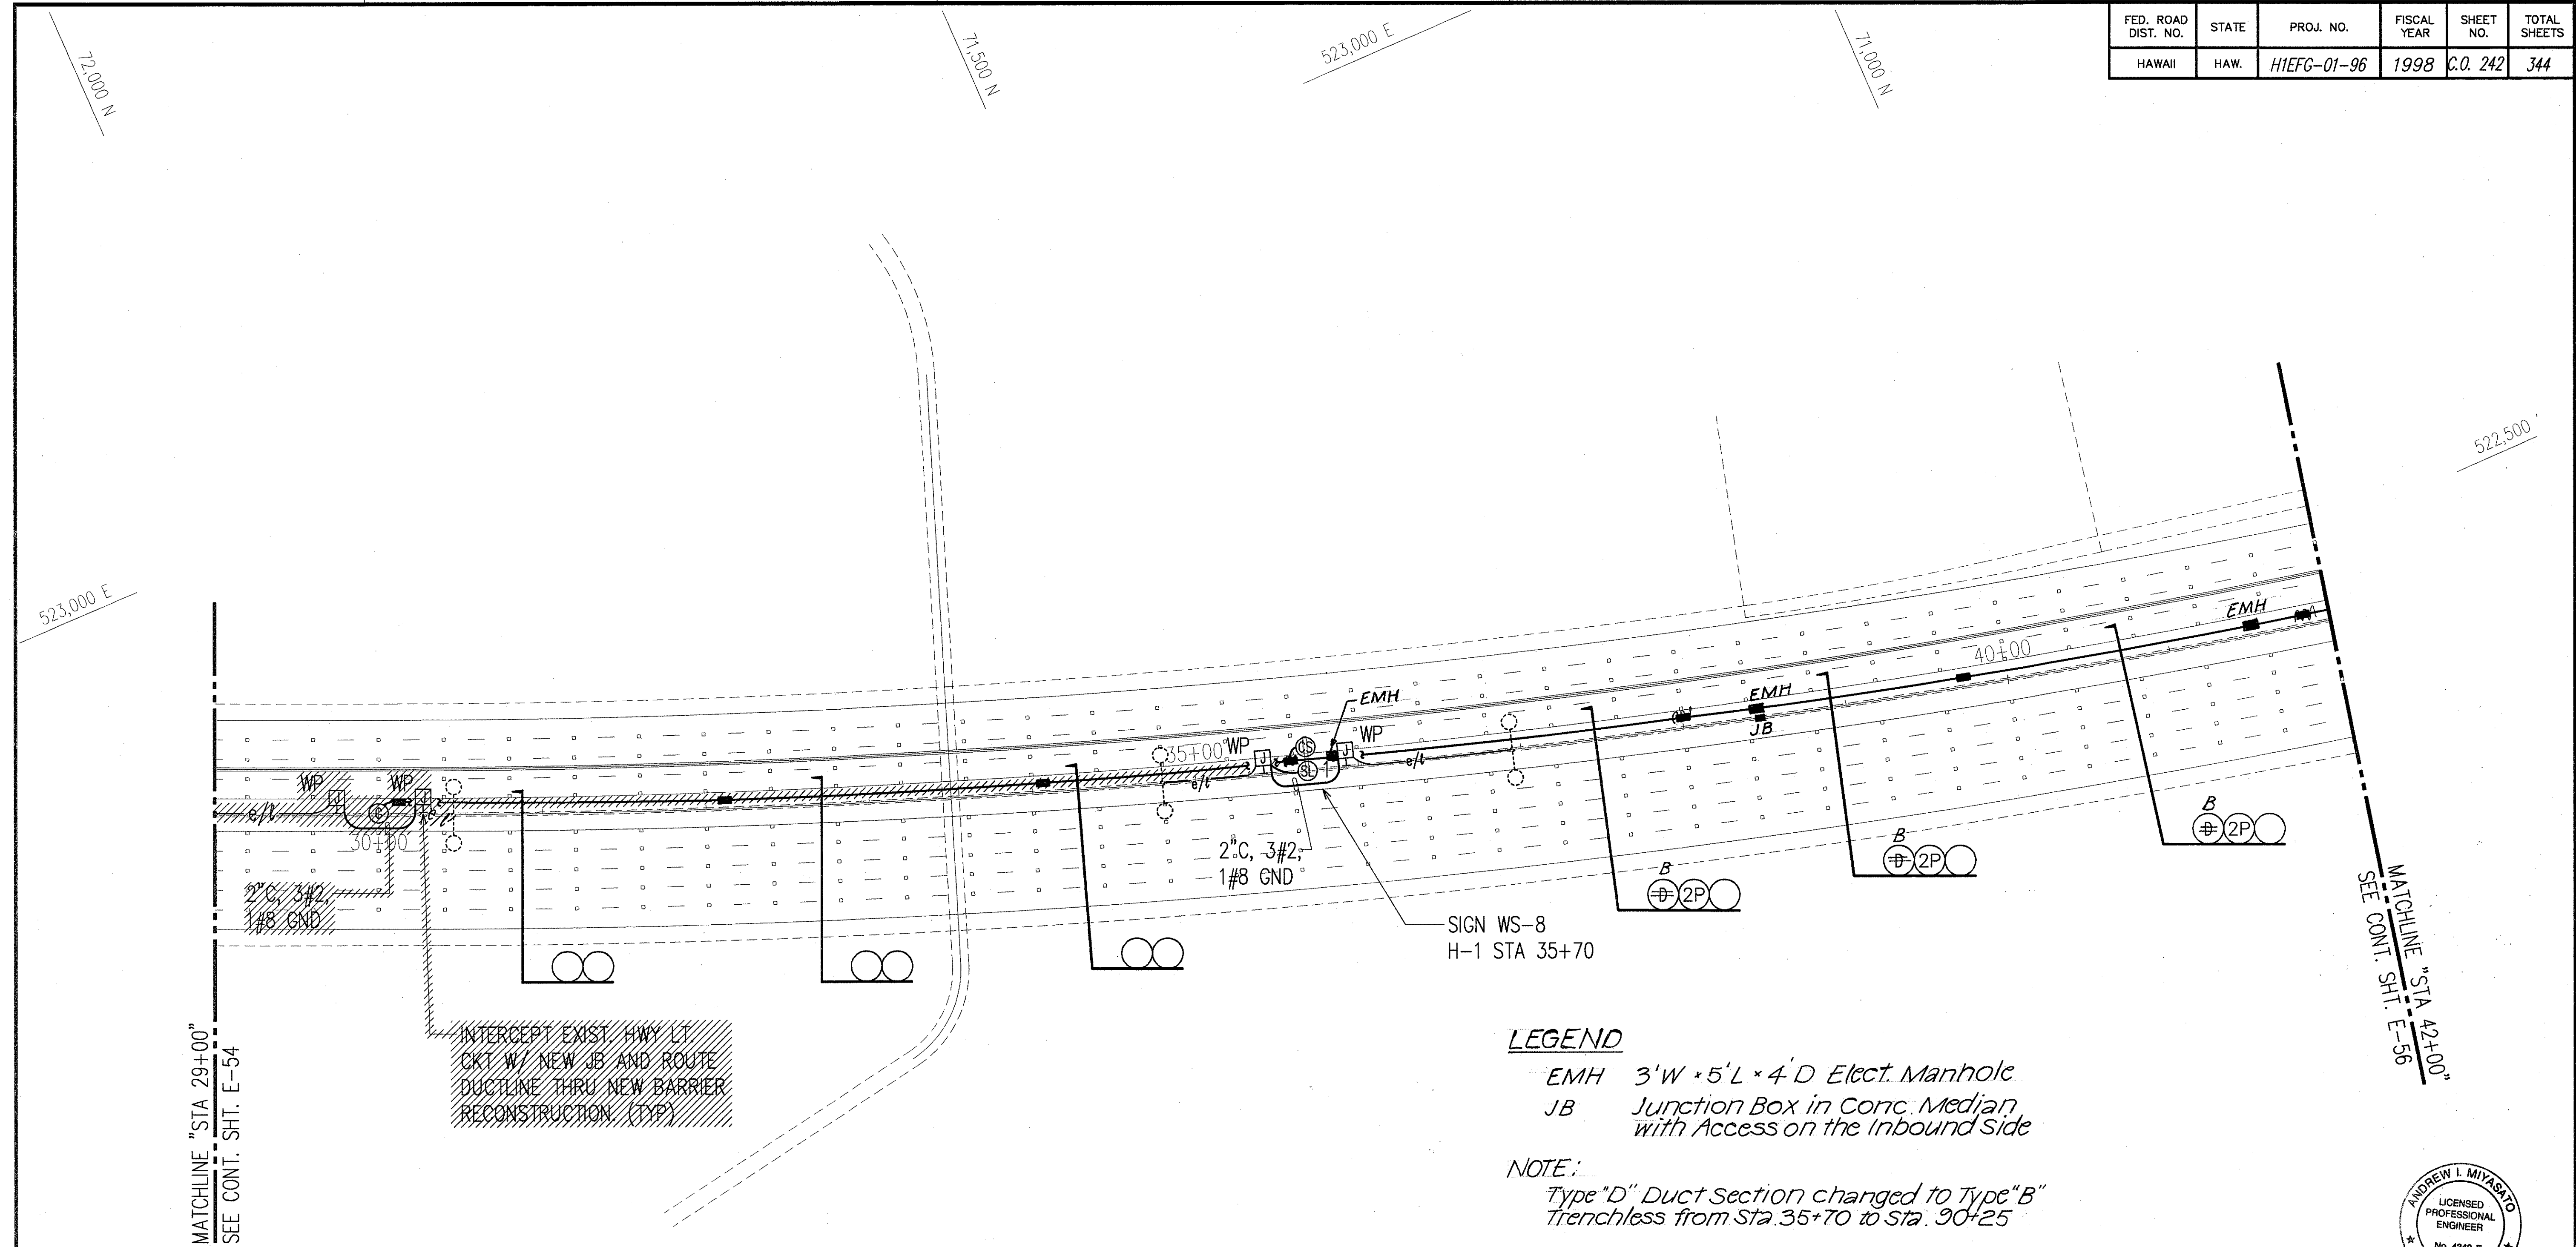 FED. ROAD DIST. NO. STATE PROJ. NO. FISCAL YEAR SHEET NO. TOTAL SHEETS
HAWAII HAW. H1EFG-01-96 1998 C.O. 242 344
72,000 N
71,500 N
523,000 E
71,000 N
522,500
523,000 E
EMH
40+00
EMH
EMH
JB
WP
WP
35+00
WP
CS
J
WP
J
SL
e/l
e/l
J
G
J
e/l
30+00
2"C, 3#2,
1#8 GND
2"C, 3#2,
1#8 GND
B
D 2P
B
D 2P
B
D 2P
SIGN WS-8
H-1 STA 35+70
INTERCEPT EXIST. HWY LT.
CKT W/ NEW JB AND ROUTE
DUCTLINE THRU NEW BARRIER
RECONSTRUCTION. (TYP)
MATCHLINE "STA 29+00"
SEE CONT. SHT. E-54
MATCHLINE "STA 42+00"
SEE CONT. SHT. E-56
LEGEND
EMH 3'W × 5'L × 4'D Elect. Manhole
JB Junction Box in Conc. Median
with Access on the Inbound Side
NOTE:
Type "D" Duct Section changed to Type "B"
Trenchless from Sta. 35+70 to Sta. 90+25
ANDREW I. MIYASATO
LICENSED
PROFESSIONAL
ENGINEER